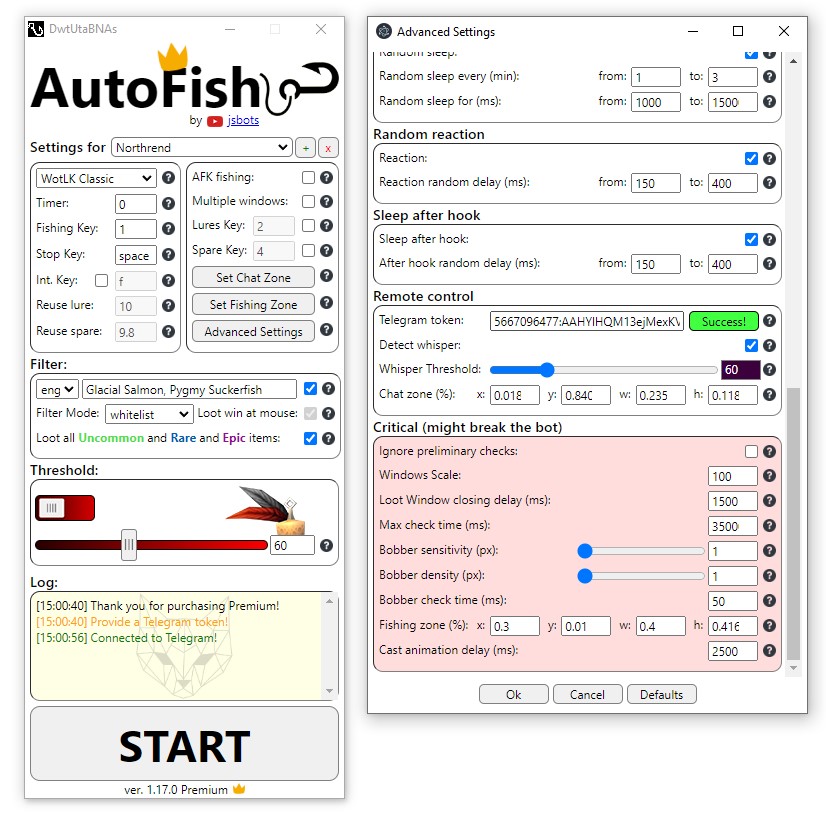 DwtUtaBNAs
AutoFish
by jsbots
Settings for Northrend + x
WotLK Classic ?
Timer: 0 ?
Fishing Key: 1 ?
Stop Key: space ?
Int. Key: f ?
Reuse lure: 10 ?
Reuse spare: 9.8 ?
AFK fishing: ?
Multiple windows: ?
Lures Key: 2 ?
Spare Key: 4 ?
Set Chat Zone ?
Set Fishing Zone ?
Advanced Settings ?
Filter:
eng Glacial Salmon, Pygmy Suckerfish ?
Filter Mode: whitelist Loot win at mouse: ?
Loot all Uncommon and Rare and Epic items: ?
Threshold:
60 ?
Log:
[15:00:40] Thank you for purchasing Premium!
[15:00:40] Provide a Telegram token!
[15:00:56] Connected to Telegram!
START
ver. 1.17.0 Premium
Advanced Settings
Random sleep: ?
Random sleep every (min): from: 1 to: 3 ?
Random sleep for (ms): from: 1000 to: 1500 ?
Random reaction
Reaction: ?
Reaction random delay (ms): from: 150 to: 400 ?
Sleep after hook
Sleep after hook: ?
After hook random delay (ms): from: 150 to: 400 ?
Remote control
Telegram token: 5667096477:AAHYIHQM13ejMexKV Success! ?
Detect whisper: ?
Whisper Threshold: 60 ?
Chat zone (%): x: 0.018 y: 0.840 w: 0.235 h: 0.118 ?
Critical (might break the bot)
Ignore preliminary checks: ?
Windows Scale: 100 ?
Loot Window closing delay (ms): 1500 ?
Max check time (ms): 3500 ?
Bobber sensitivity (px): 1 ?
Bobber density (px): 1 ?
Bobber check time (ms): 50 ?
Fishing zone (%): x: 0.3 y: 0.01 w: 0.4 h: 0.416 ?
Cast animation delay (ms): 2500 ?
Ok Cancel Defaults